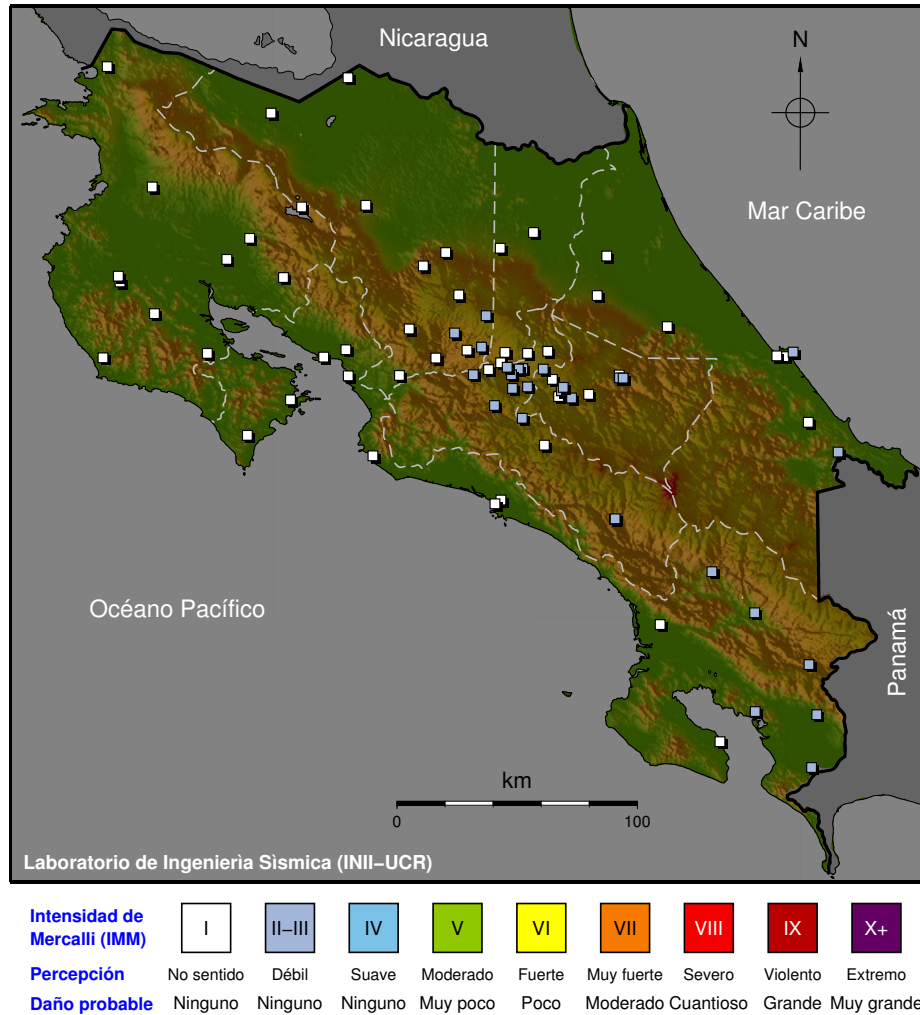 Nicaragua
N
Mar Caribe
Océano Pacífico
Panamá
km
0 100
Laboratorio de Ingenierìa Sìsmica (INII–UCR)
Intensidad de
Mercalli (IMM)
I II–III IV V VI VII VIII IX X+
Percepción No sentido Débil Suave Moderado Fuerte Muy fuerte Severo Violento Extremo
Daño probable Ninguno Ninguno Ninguno Muy poco Poco Moderado Cuantioso Grande Muy grande